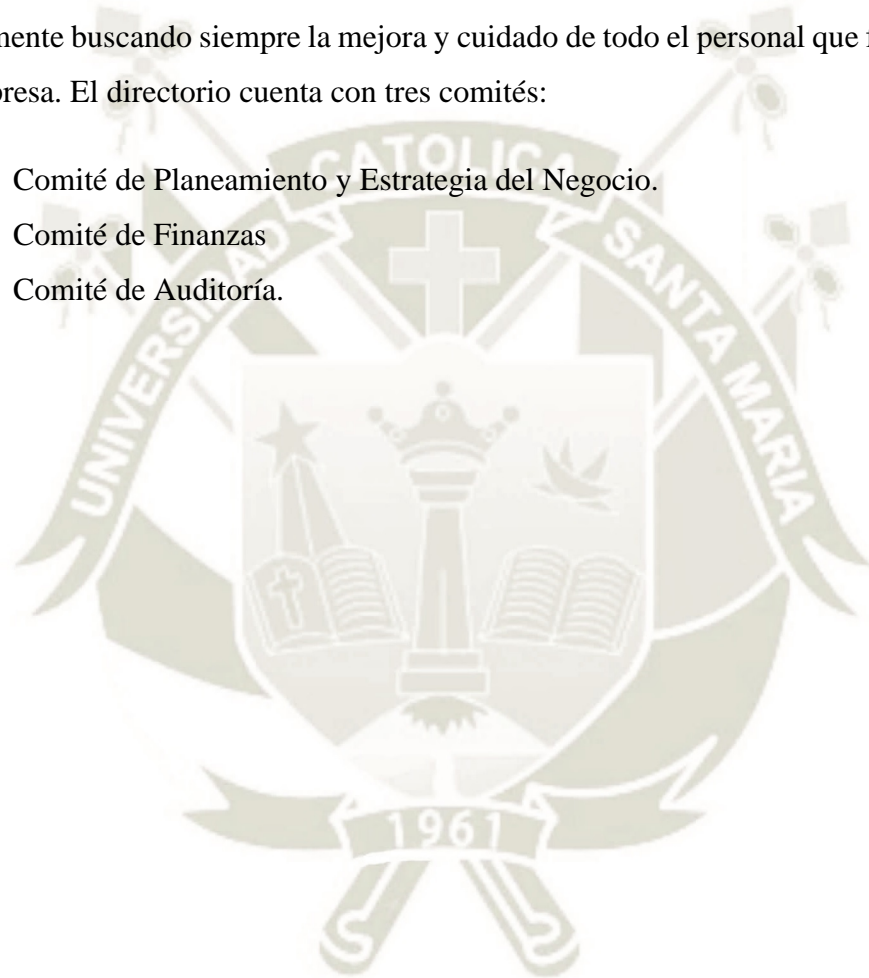 mente buscando siempre la mejora y cuidado de todo el personal que
presa. El directorio cuenta con tres comités:
Comité de Planeamiento y Estrategia del Negocio.
Comité de Finanzas
Comité de Auditoría.
UNIVERSIDAD CATOLICA SANTA MARIA
1961